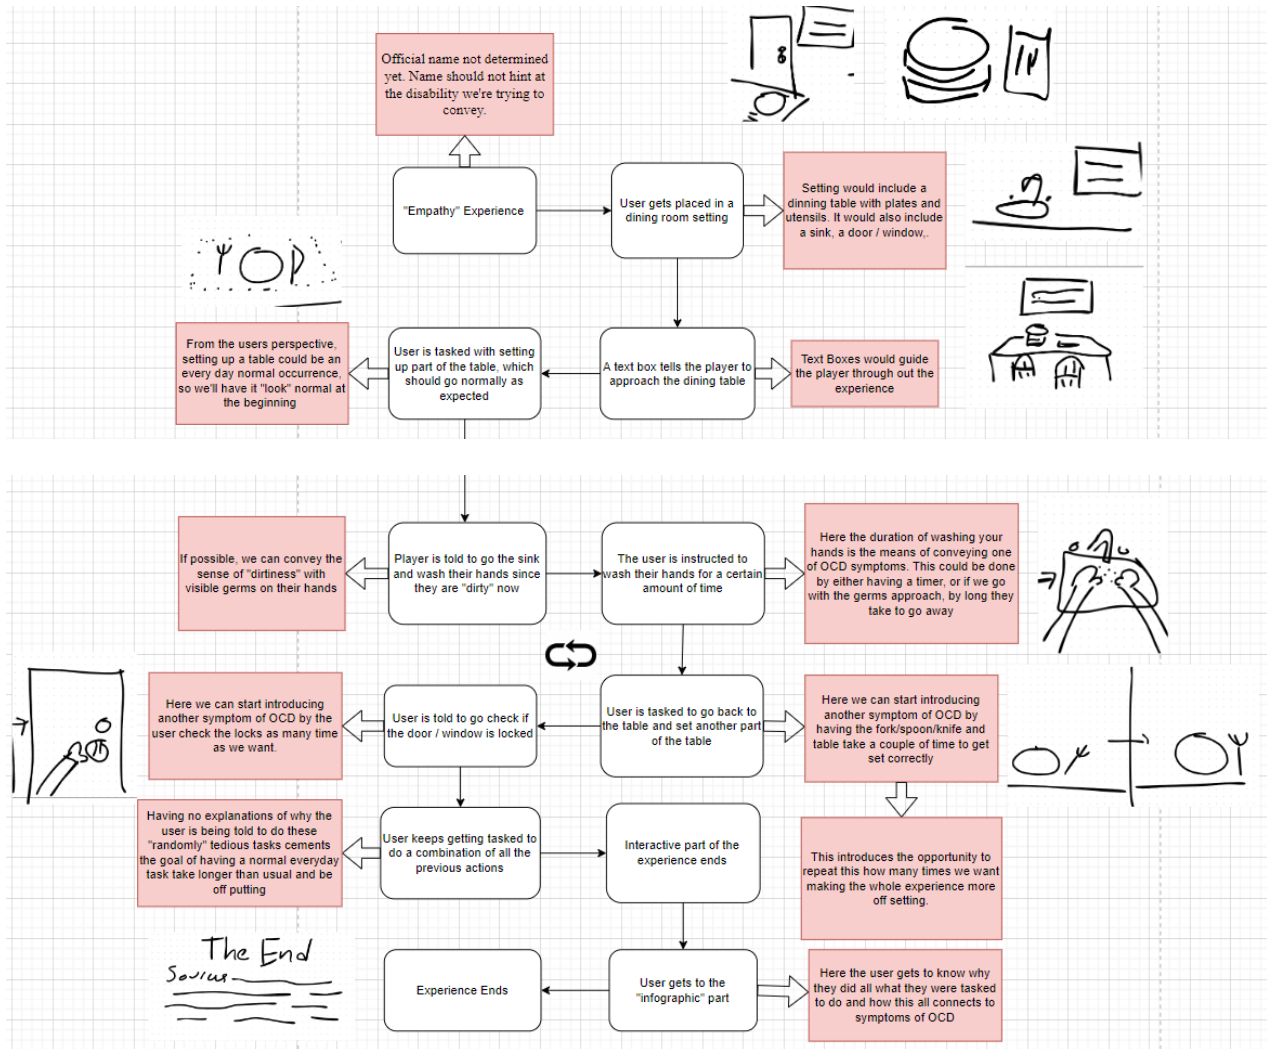 Official name not determined
yet. Name should not hint at
the disability we're trying to
convey.
"Empathy" Experience
User gets placed in a
dining room setting
Setting would include a
dinning table with plates and
utensils. It would also include
a sink, a door / window,.
From the users perspective,
setting up a table could be an
every day normal occurrence,
so we'll have it "look" normal at
the beginning
User is tasked with setting
up part of the table, which
should go normally as
expected
A text box tells the player to
approach the dining table
Text Boxes would guide
the player through out the
experience
If possible, we can convey the
sense of "dirtiness" with
visible germs on their hands
Player is told to go the sink
and wash their hands since
they are "dirty" now
The user is instructed to
wash their hands for a certain
amount of time
Here the duration of washing your
hands is the means of conveying one
of OCD symptoms. This could be done
by either having a timer, or if we go
with the germs approach, by long they
take to go away
Here we can start introducing
another symptom of OCD by the
user check the locks as many time
as we want.
User is told to go check if
the door / window is locked
User is tasked to go back to
the table and set another part
of the table
Here we can start introducing
another symptom of OCD by
having the fork/spoon/knife and
table take a couple of time to get
set correctly
Having no explanations of why the
user is being told to do these
"randomly" tedious tasks cements
the goal of having a normal everyday
task take longer than usual and be
off putting
User keeps getting tasked to
do a combination of all the
previous actions
Interactive part of the
experience ends
This introduces the opportunity to
repeat this how many times we want
making the whole experience more
off setting.
The End
Experience Ends
User gets to the
"infographic" part
Here the user gets to know why
they did all what they were tasked
to do and how this all connects to
symptoms of OCD